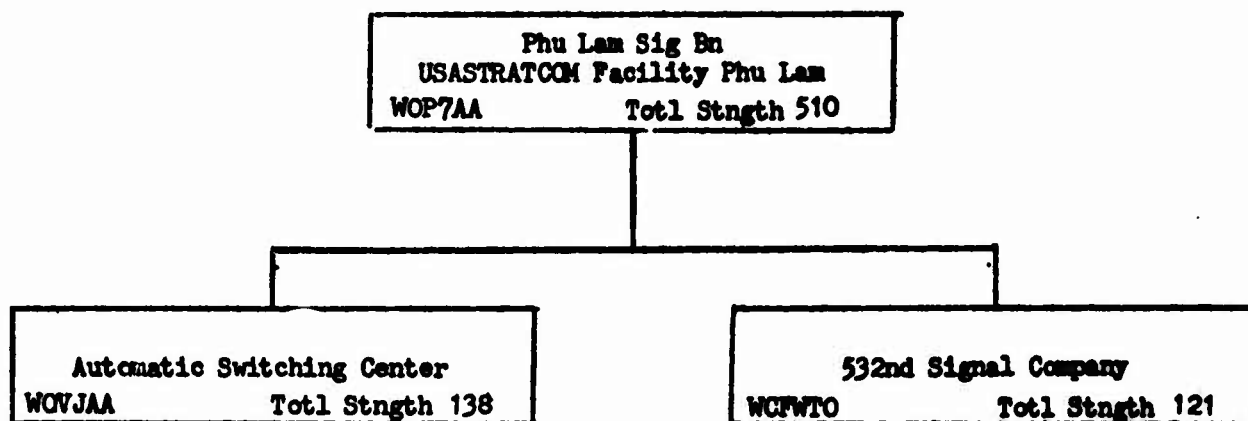 Phu Lam Sig Bn
USASTRATCOM Facility Phu Lam
WOP7AA Totl Stngth 510
Automatic Switching Center
WOVJAA Totl Stngth 138
532nd Signal Company
WCFWTO Totl Stngth 121